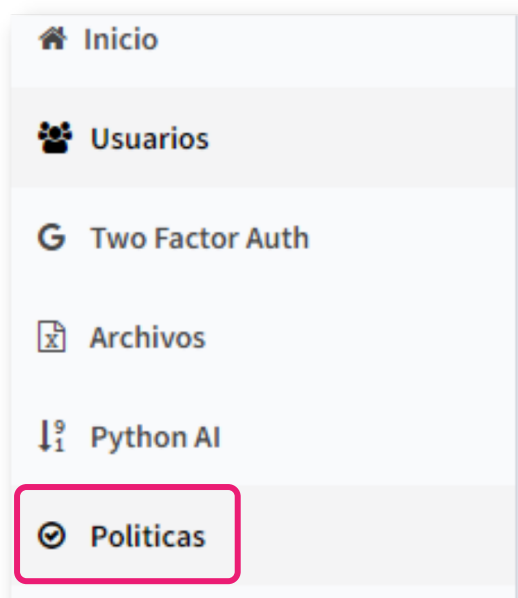 Inicio
Usuarios
Two Factor Auth
Archivos
Python AI
Politicas